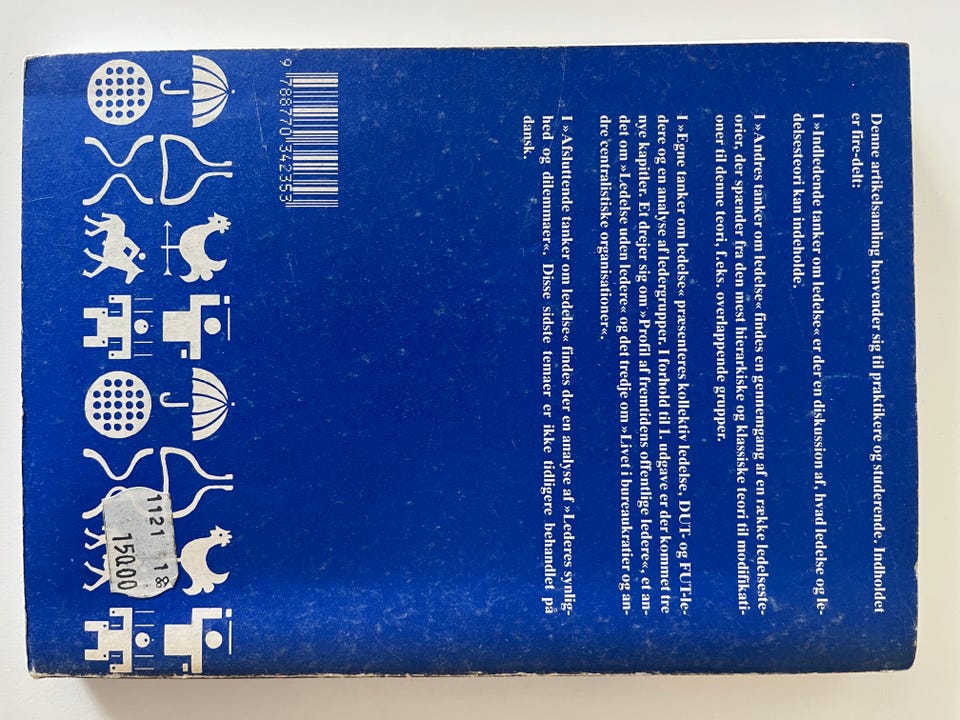 Denne artikelsamling henvender sig til praktikere og studerende. Indholdet
er fire-delt:
I »Indledende tanker om ledelse« er der en diskussion af, hvad ledelse og le-
delsesteori kan indeholde.
I »Andres tanker om ledelse« findes en gennemgang af en række ledelseste-
orier, der spænder fra den mest hierarkiske og klassiske teori til modifikati-
oner til denne teori, f.eks. overlappende grupper.
I »Egne tanker om ledelse« præsenteres kollektiv ledelse, DUT- og FUT-le-
dere og en analyse af ledergrupper. I forhold til 1. udgave er der kommet tre
nye kapitler. Et drejer sig om »Profil af fremtidens offentlige ledere«, et an-
det om »Ledelse uden ledere« og det tredje om »Livet i bureaukratier og an-
dre centralistiske organisationer«.
I »Afsluttende tanker om ledelse« findes der en analyse af »Lederes synlig-
hed og dilemmaer«. Disse sidste temaer er ikke tidligere behandlet på
dansk.
9 788770 342353
1121 18
150.00